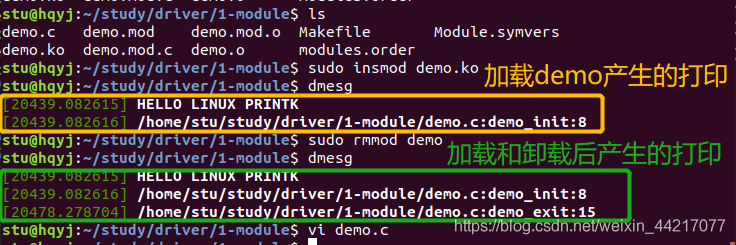 stu@hqyj:~/study/driver/1-module$ ls
demo.c   demo.mod    demo.mod.o  Makefile       Module.symvers
demo.ko  demo.mod.c  demo.o      modules.order
stu@hqyj:~/study/driver/1-module$ sudo insmod demo.ko
加载demo产生的打印
stu@hqyj:~/study/driver/1-module$ dmesg
[20439.082615] HELLO LINUX PRINTK
[20439.082616] /home/stu/study/driver/1-module/demo.c:demo_init:8
stu@hqyj:~/study/driver/1-module$ sudo rmmod demo
stu@hqyj:~/study/driver/1-module$ dmesg
加载和卸载后产生的打印
[20439.082615] HELLO LINUX PRINTK
[20439.082616] /home/stu/study/driver/1-module/demo.c:demo_init:8
[20478.278704] /home/stu/study/driver/1-module/demo.c:demo_exit:15
stu@hqyj:~/study/driver/1-module$ vi demo.c
https://blog.csdn.net/weixin_44217077